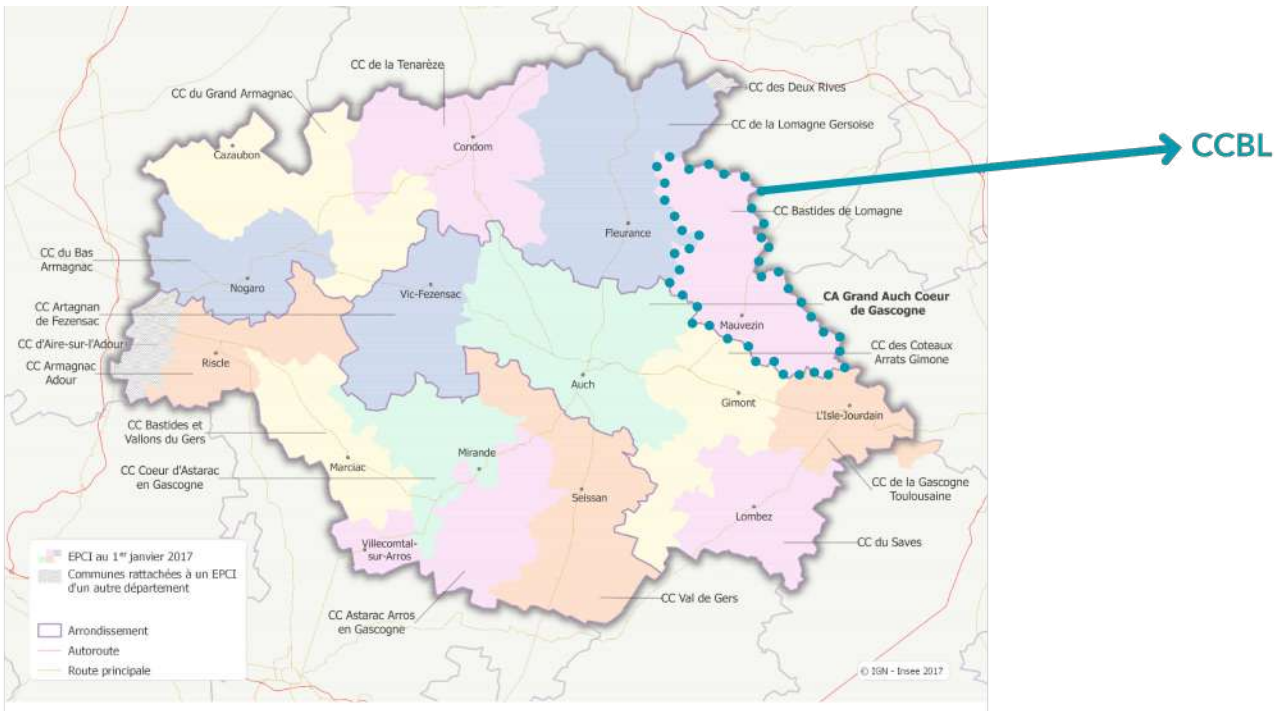 CC de la Tenarèze
CC du Grand Armagnac
CC des Deux Rives
CC de la Lomagne Gersoise
CCBL
Cazaubon
Condom
CC Bastides de Lomagne
Fleurance
CC du Bas
Armagnac
Nogaro
Vic-Fezensac
CA Grand Auch Coeur
de Gascogne
CC Artagnan
de Fezensac
Mauvezin
CC d'Aire-sur-l'Adour
CC des Coteaux
Arrats Gimone
CC Armagnac
Adour
Riscle
Auch
Gimont
L'Isle-Jourdain
CC Bastides et
Vallons du Gers
Marciac
Mirande
CC Coeur d'Astarac
en Gascogne
Seissan
CC de la Gascogne
Toulousaine
Lombez
Villecomtal-
sur-Arros
CC du Saves
EPCI au 1er janvier 2017
Communes rattachées à un EPCI
d'un autre département
CC Val de Gers
CC Astarac Arros
en Gascogne
Arrondissement
Autoroute
Route principale
© IGN - Insee 2017